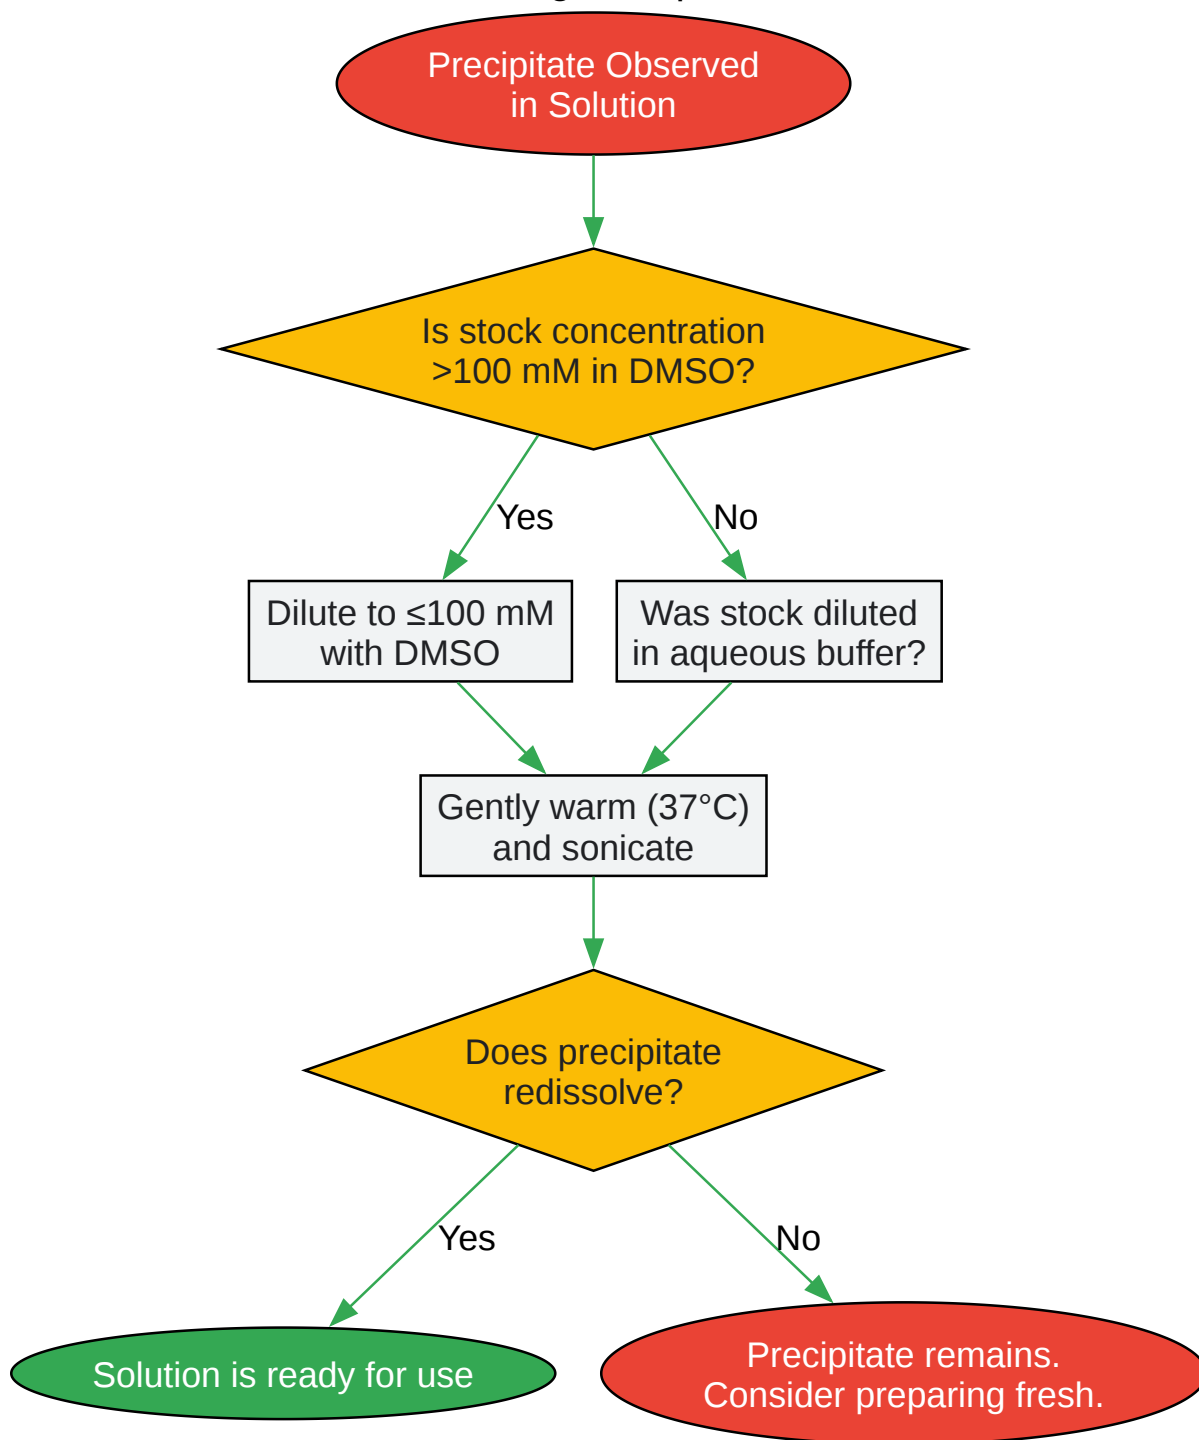 Precipitate Observed
in Solution
Is stock concentration
>100 mM in DMSO?
Yes
No
Dilute to ≤100 mM
with DMSO
Was stock diluted
in aqueous buffer?
Gently warm (37°C)
and sonicate
Does precipitate
redissolve?
Yes
No
Solution is ready for use
Precipitate remains.
Consider preparing fresh.